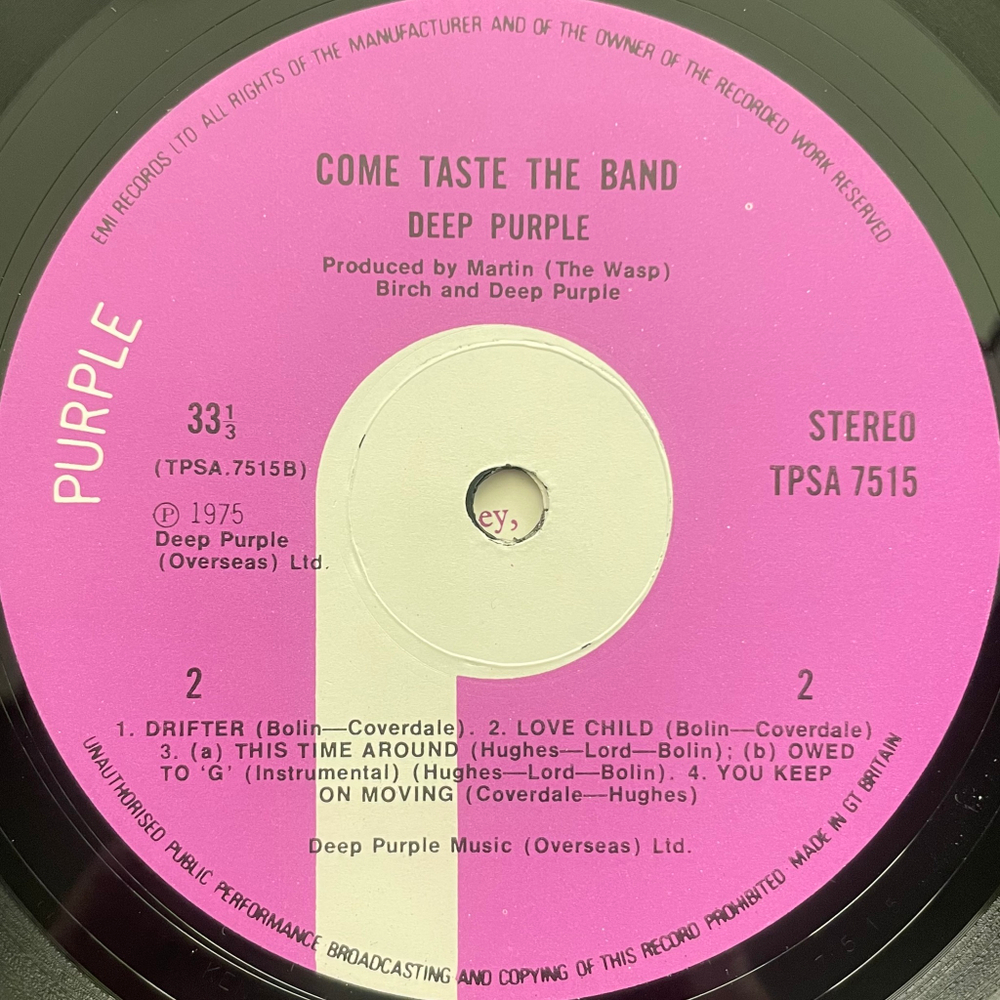 EMI RECORDS LTD ALL RIGHTS OF THE MANUFACTURER AND OF THE OWNER OF THE RECORDED WORK RESERVED
COME TASTE THE BAND
DEEP PURPLE
Produced by Martin (The Wasp)
Birch and Deep Purple
PURPLE
33⅓
(TPSA.7515B)
Ⓟ 1975
Deep Purple
(Overseas) Ltd.
STEREO
TPSA 7515
ey,
2
2
1. DRIFTER (Bolin—Coverdale). 2. LOVE CHILD (Bolin—Coverdale)
3. (a) THIS TIME AROUND (Hughes—Lord—Bolin); (b) OWED
TO ‘G’ (Instrumental) (Hughes—Lord—Bolin). 4. YOU KEEP
ON MOVING (Coverdale—Hughes)
Deep Purple Music (Overseas) Ltd.
UNAUTHORISED PUBLIC PERFORMANCE BROADCASTING AND COPYING OF THIS RECORD PROHIBITED MADE IN GT BRITAIN